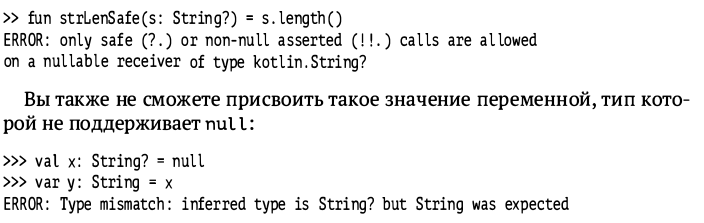 >> fun strLenSafe(s: String?) = s.length()
ERROR: only safe (?.) or non-null asserted (!!.) calls are allowed
on a nullable receiver of type kotlin.String?
Вы также не сможете присвоить такое значение переменной, тип кото-
рой не поддерживает null:
>>> val x: String? = null
>>> var y: String = x
ERROR: Type mismatch: inferred type is String? but String was expected